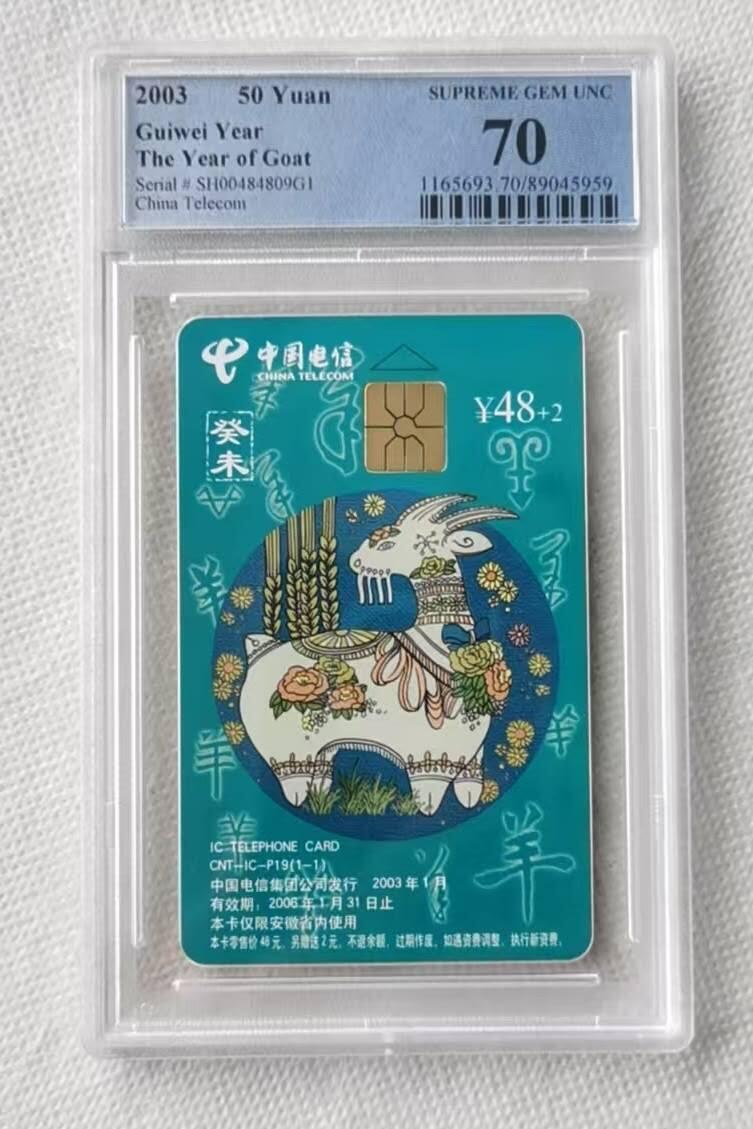 2003 50 Yuan
Guiwei Year
The Year of Goat
Serial # SH00484809G1
China Telecom
SUPREME GEM UNC
70
1165693.70/89045959
中国电信
CHINA TELECOM
¥48+2
癸未
羊
羊
羊
羊
羊
IC TELEPHONE CARD
CNT-IC-P19(1-1)
中国电信集团公司发行 2003年1月
有效期：2006年1月31日止
本卡仅限安徽省内使用
本卡零售价48元，另赠送2元，不退余额，过期作废，如遇资费调整，执行新资费。